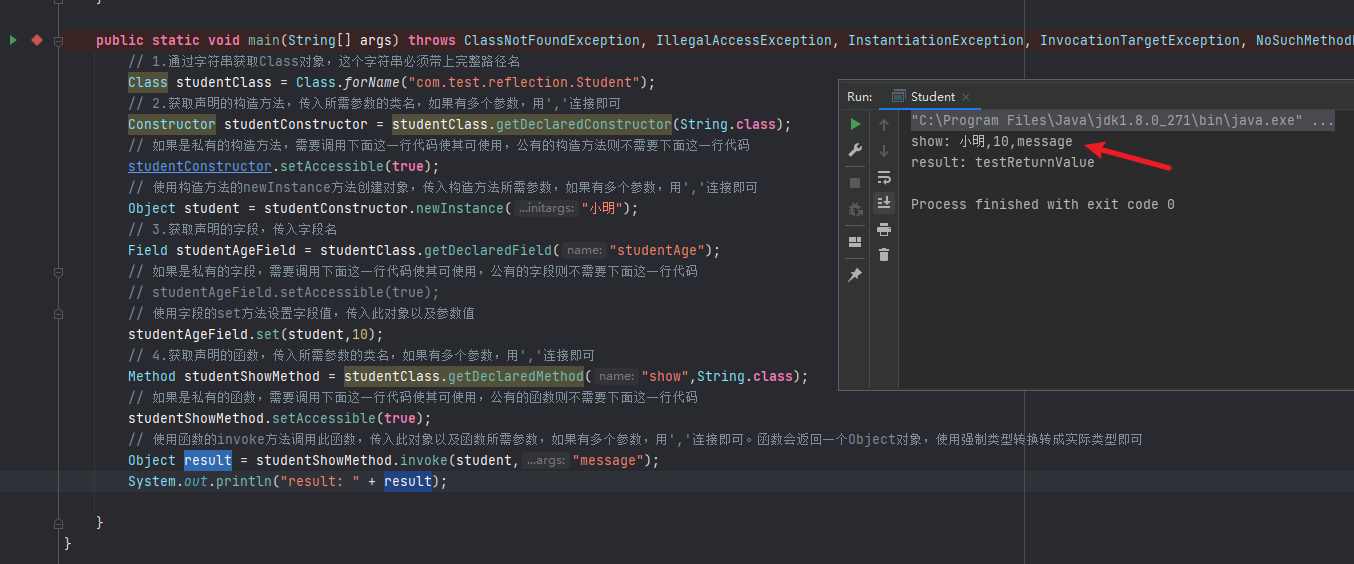 }
public static void main(String[] args) throws ClassNotFoundException, IllegalAccessException, InstantiationException, InvocationTargetException, NoSuchMethod
// 1.通过字符串获取Class对象，这个字符串必须带上完整路径名
Class studentClass = Class.forName("com.test.reflection.Student");
// 2.获取声明的构造方法，传入所需参数的类名，如果有多个参数，用','连接即可
Constructor studentConstructor = studentClass.getDeclaredConstructor(String.class);
// 如果是私有的构造方法，需要调用下面这一行代码使其可使用，公有的构造方法则不需要下面这一行代码
studentConstructor.setAccessible(true);
// 使用构造方法的newInstance方法创建对象，传入构造方法所需参数，如果有多个参数，用','连接即可
Object student = studentConstructor.newInstance( ...initargs: "小明");
// 3.获取声明的字段，传入字段名
Field studentAgeField = studentClass.getDeclaredField( name: "studentAge");
// 如果是私有的字段，需要调用下面这一行代码使其可使用，公有的字段则不需要下面这一行代码
// studentAgeField.setAccessible(true);
// 使用字段的set方法设置字段值，传入此对象以及参数值
studentAgeField.set(student,10);
// 4.获取声明的函数，传入所需参数的类名，如果有多个参数，用','连接即可
Method studentShowMethod = studentClass.getDeclaredMethod( name: "show",String.class);
// 如果是私有的函数，需要调用下面这一行代码使其可使用，公有的函数则不需要下面这一行代码
studentShowMethod.setAccessible(true);
// 使用函数的invoke方法调用此函数，传入此对象以及函数所需参数，如果有多个参数，用','连接即可。函数会返回一个Object对象，使用强制类型转换转成实际类型即可
Object result = studentShowMethod.invoke(student, ...args: "message");
System.out.println("result: " + result);
}
}
Run: Student
"C:\Program Files\Java\jdk1.8.0_271\bin\java.exe" ...
show: 小明,10,message
result: testReturnValue
Process finished with exit code 0